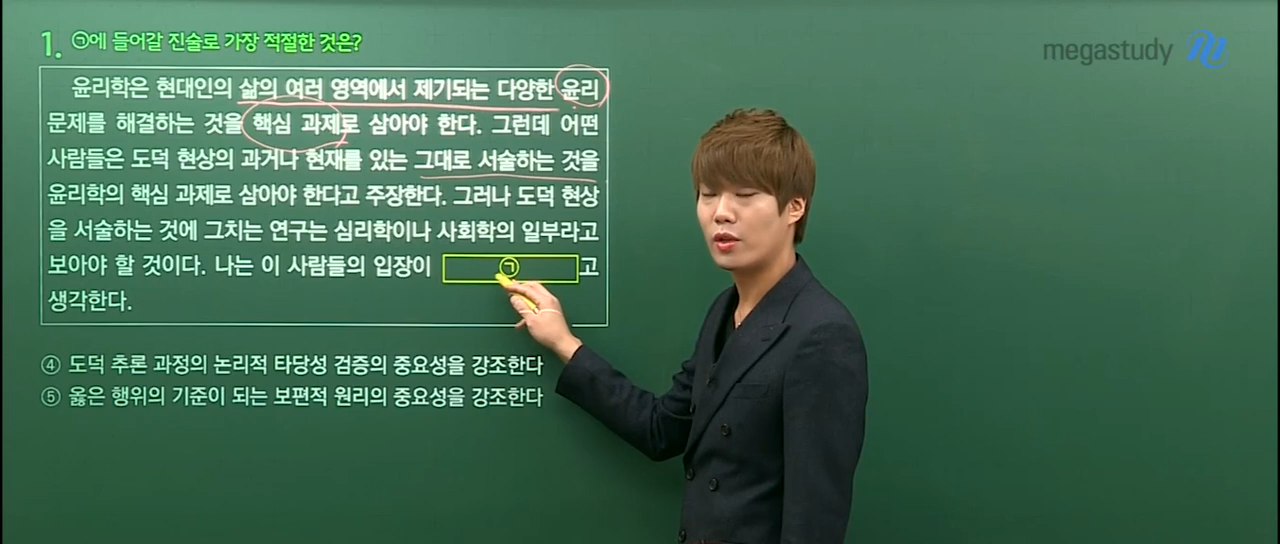 1. ㉠에 들어갈 진술로 가장 적절한 것은?
megastudy
윤리학은 현대인의 삶의 여러 영역에서 제기되는 다양한 윤리
문제를 해결하는 것을 핵심 과제로 삼아야 한다. 그런데 어떤
사람들은 도덕 현상의 과거나 현재를 있는 그대로 서술하는 것을
윤리학의 핵심 과제로 삼아야 한다고 주장한다. 그러나 도덕 현상
을 서술하는 것에 그치는 연구는 심리학이나 사회학의 일부라고
보아야 할 것이다. 나는 이 사람들의 입장이 ㉠고
생각한다.
④ 도덕 추론 과정의 논리적 타당성 검증의 중요성을 강조한다
⑤ 옳은 행위의 기준이 되는 보편적 원리의 중요성을 강조한다